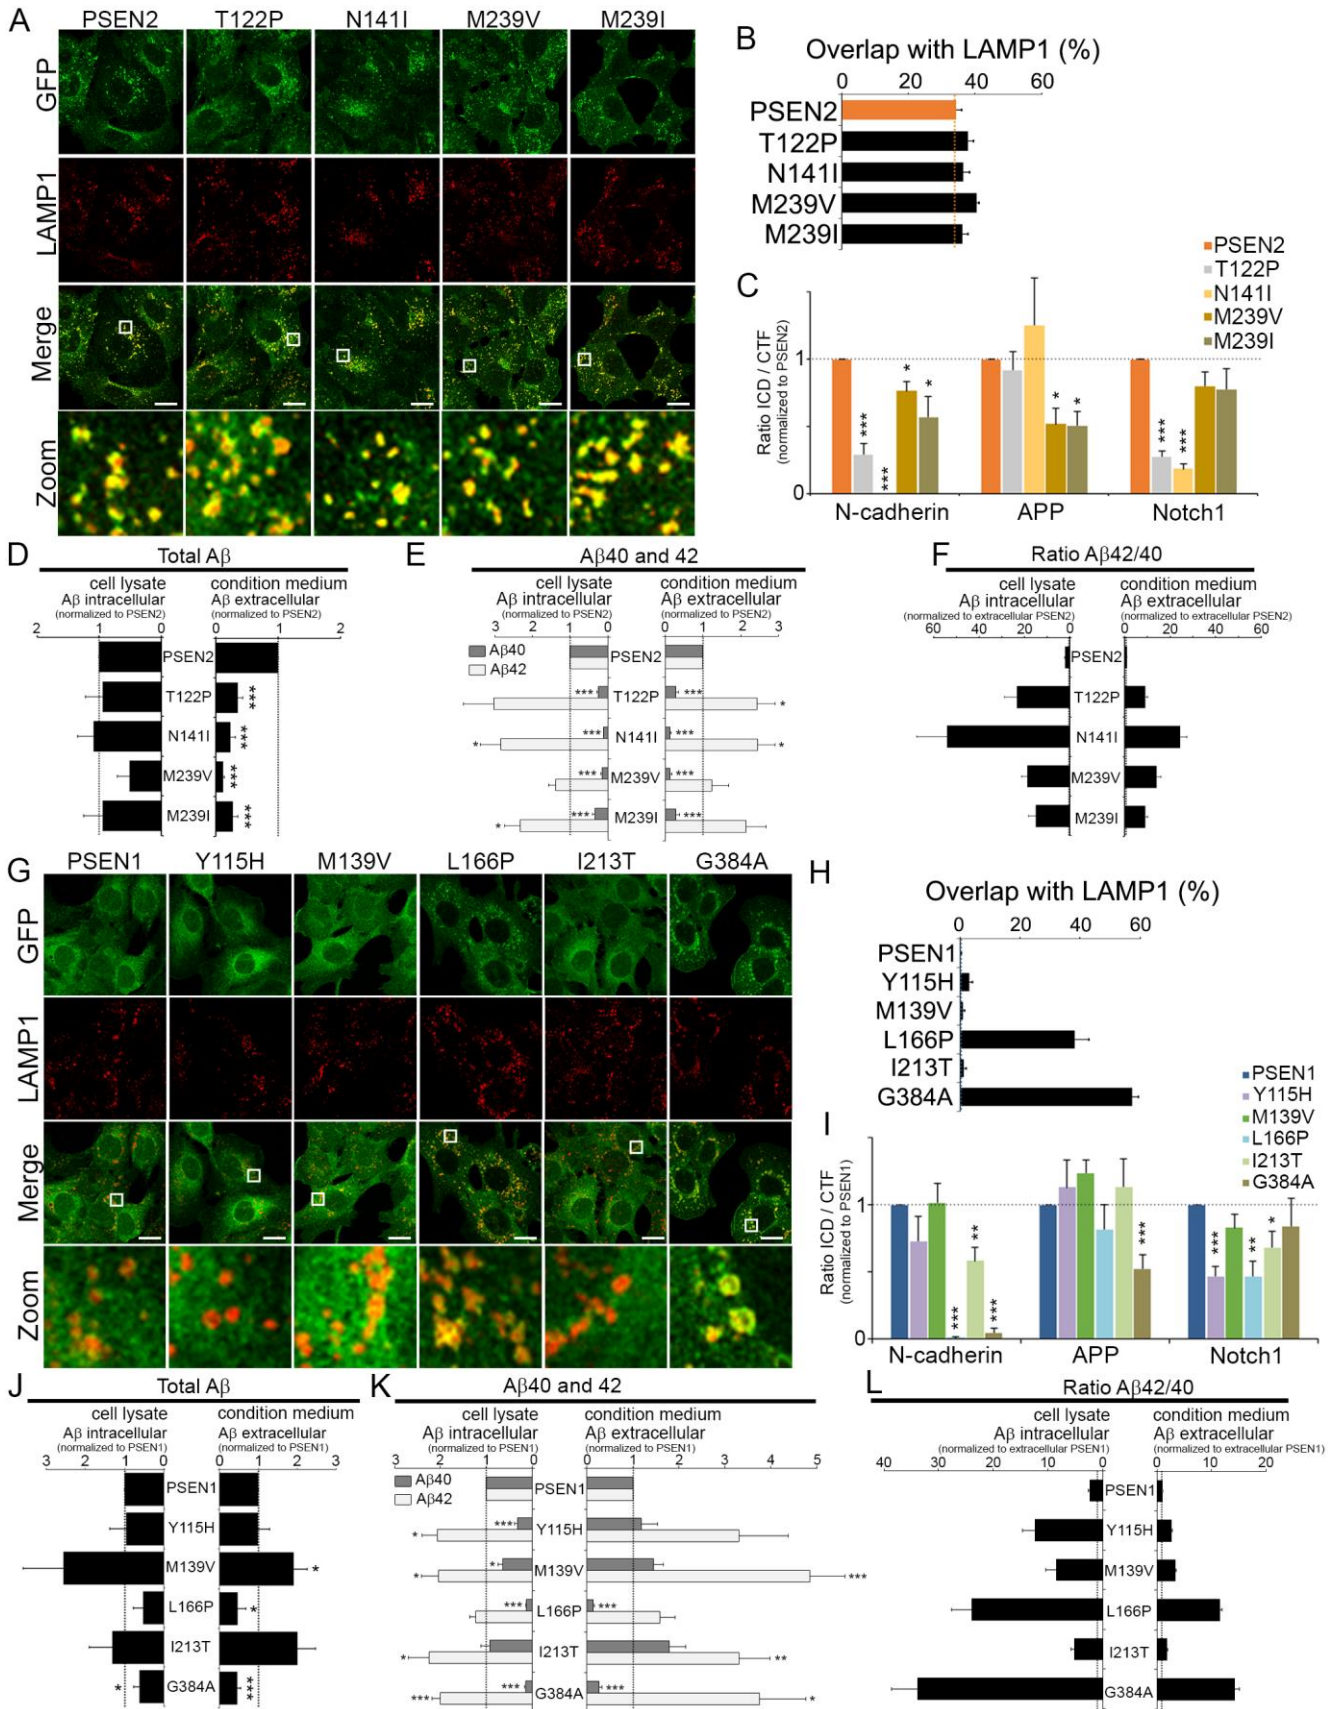 A
PSEN2 T122P N141I M239V M239I
GFP
LAMP1
Merge
Zoom
B
Overlap with LAMP1 (%)
0 20 40 60
PSEN2
T122P
N141I
M239V
M239I
C
PSEN2
T122P
N141I
M239V
M239I
Ratio ICD / CTF
(normalized to PSEN2)
1
0
*** *** * * * * *** ***
N-cadherin APP Notch1
D
Total Aβ
cell lysate condition medium
Aβ intracellular Aβ extracellular
(normalized to PSEN2) (normalized to PSEN2)
2 1 0 0 1 2
PSEN2
T122P ***
N141I ***
M239V ***
M239I ***
E
Aβ40 and 42
cell lysate condition medium
Aβ intracellular Aβ extracellular
(normalized to PSEN2) (normalized to PSEN2)
3 2 1 0 0 1 2 3
Aβ40
Aβ42
PSEN2
*** T122P *** *
* *** N141I *** *
*** M239V ***
* *** M239I ***
F
Ratio Aβ42/40
cell lysate condition medium
Aβ intracellular Aβ extracellular
(normalized to extracellular PSEN2) (normalized to extracellular PSEN2)
60 40 20 0 0 20 40 60
PSEN2
T122P
N141I
M239V
M239I
G
PSEN1 Y115H M139V L166P I213T G384A
GFP
LAMP1
Merge
Zoom
H
Overlap with LAMP1 (%)
0 20 40 60
PSEN1
Y115H
M139V
L166P
I213T
G384A
I
PSEN1
Y115H
M139V
L166P
I213T
G384A
Ratio ICD / CTF
(normalized to PSEN1)
1
0
*** ** *** *** *** ** *
N-cadherin APP Notch1
J
Total Aβ
cell lysate condition medium
Aβ intracellular Aβ extracellular
(normalized to PSEN1) (normalized to PSEN1)
3 2 1 0 0 1 2 3
PSEN1
Y115H
M139V *
L166P *
I213T
* G384A ***
K
Aβ40 and 42
cell lysate condition medium
Aβ intracellular Aβ extracellular
(normalized to PSEN1) (normalized to PSEN1)
3 2 1 0 0 1 2 3 4 5
Aβ40
Aβ42
PSEN1
* *** Y115H
* * M139V ***
*** L166P ***
* I213T **
*** *** G384A *** *
L
Ratio Aβ42/40
cell lysate condition medium
Aβ intracellular Aβ extracellular
(normalized to extracellular PSEN1) (normalized to extracellular PSEN1)
40 30 20 10 0 0 10 20
PSEN1
Y115H
M139V
L166P
I213T
G384A